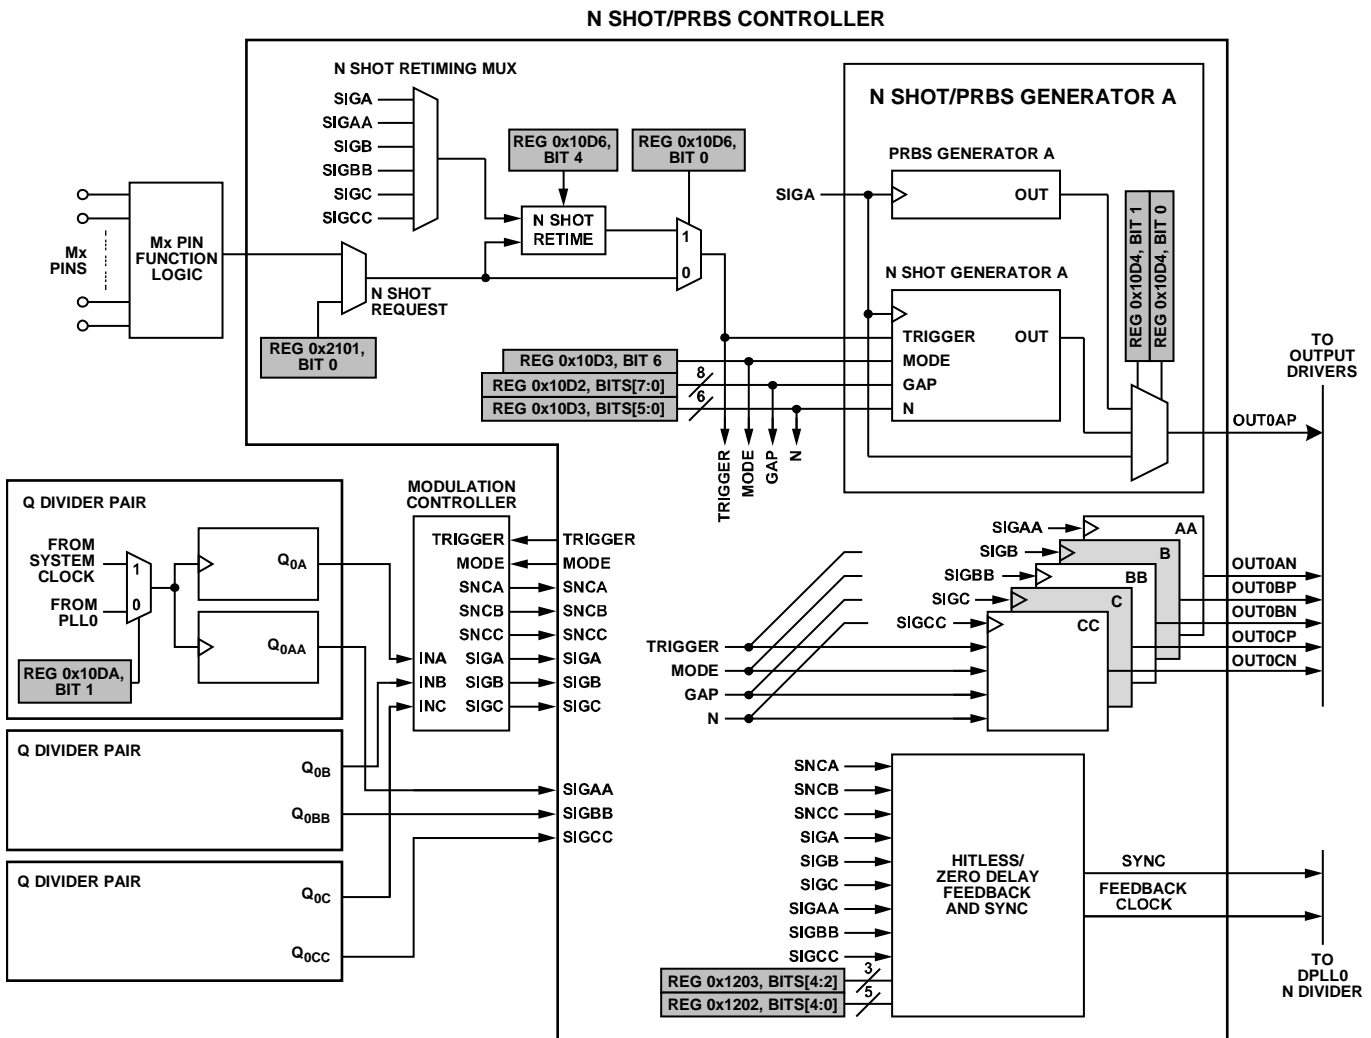 N SHOT/PRBS CONTROLLER
N SHOT RETIMING MUX
SIGA
SIGAA
SIGB
SIGBB
SIGC
SIGCC
REG 0x10D6,
BIT 4
REG 0x10D6,
BIT 0
N SHOT
RETIME
1
0
Mx
PINS
Mx PIN
FUNCTION
LOGIC
N SHOT
REQUEST
REG 0x2101,
BIT 0
N SHOT/PRBS GENERATOR A
PRBS GENERATOR A
SIGA
OUT
N SHOT GENERATOR A
OUT
TRIGGER
MODE
GAP
N
REG 0x10D4, BIT 1
REG 0x10D4, BIT 0
REG 0x10D3, BIT 6
REG 0x10D2, BITS[7:0]
8
REG 0x10D3, BITS[5:0]
6
TRIGGER
MODE
GAP
N
TO
OUTPUT
DRIVERS
OUT0AP
Q DIVIDER PAIR
FROM
SYSTEM
CLOCK
FROM
PLL0
1
0
Q0A
Q0AA
REG 0x10DA,
BIT 1
MODULATION
CONTROLLER
TRIGGER
MODE
SNCA
SNCB
SNCC
INA SIGA
INB SIGB
INC SIGC
TRIGGER
MODE
SNCA
SNCB
SNCC
SIGA
SIGB
SIGC
SIGAA
SIGBB
SIGCC
Q DIVIDER PAIR
Q0B
Q0BB
Q DIVIDER PAIR
Q0C
Q0CC
SIGAA
SIGB
SIGBB
SIGC
SIGCC
AA
B
BB
C
CC
TRIGGER
MODE
GAP
N
OUT0AN
OUT0BP
OUT0BN
OUT0CP
OUT0CN
SNCA
SNCB
SNCC
SIGA
SIGB
SIGC
SIGAA
SIGBB
SIGCC
REG 0x1203, BITS[4:2]
3
REG 0x1202, BITS[4:0]
5
HITLESS/
ZERO DELAY
FEEDBACK
AND SYNC
SYNC
FEEDBACK
CLOCK
TO
DPLL0
N DIVIDER